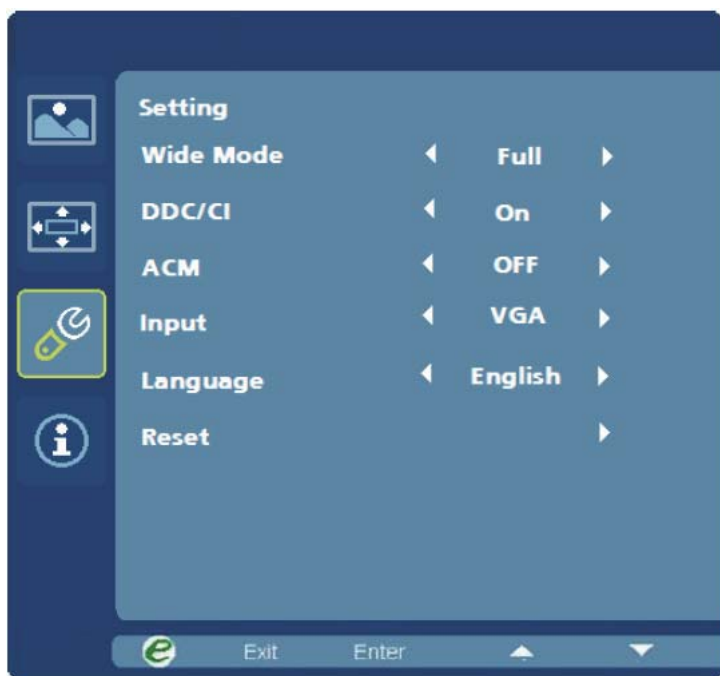 Setting
Wide Mode Full
DDC/CI On
ACM OFF
Input VGA
Language English
Reset
e Exit Enter